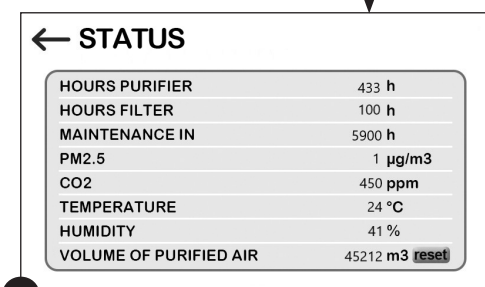 ← STATUS
HOURS PURIFIER 433 h
HOURS FILTER 100 h
MAINTENANCE IN 5900 h
PM2.5 1 µg/m3
CO2 450 ppm
TEMPERATURE 24 °C
HUMIDITY 41 %
VOLUME OF PURIFIED AIR 45212 m3 reset